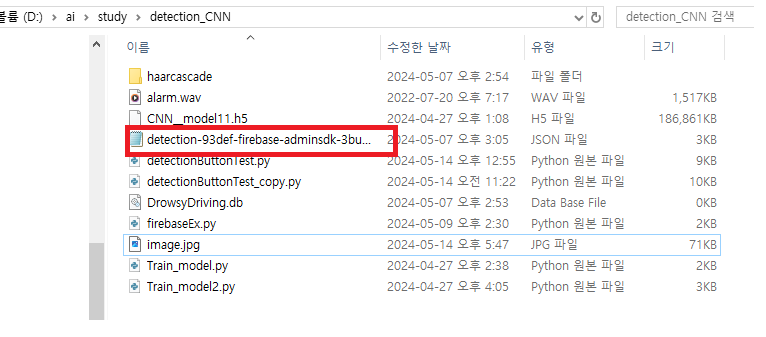 볼륨 (D:) > ai > study > detection_CNN detection_CNN 검색
이름 수정한 날짜 유형 크기
haarcascade 2024-05-07 오후 2:54 파일 폴더
alarm.wav 2022-07-20 오후 7:17 WAV 파일 1,517KB
CNN__model11.h5 2024-04-27 오후 1:08 H5 파일 186,861KB
detection-93def-firebase-adminsdk-3bu... 2024-05-07 오후 3:05 JSON 파일 3KB
detectionButtonTest.py 2024-05-14 오후 12:55 Python 원본 파일 9KB
detectionButtonTest_copy.py 2024-05-14 오전 11:22 Python 원본 파일 10KB
DrowsyDriving.db 2024-05-07 오후 2:53 Data Base File 0KB
firebaseEx.py 2024-05-09 오후 2:30 Python 원본 파일 2KB
image.jpg 2024-05-14 오후 5:47 JPG 파일 71KB
Train_model.py 2024-04-27 오후 2:38 Python 원본 파일 2KB
Train_model2.py 2024-04-27 오후 4:05 Python 원본 파일 3KB